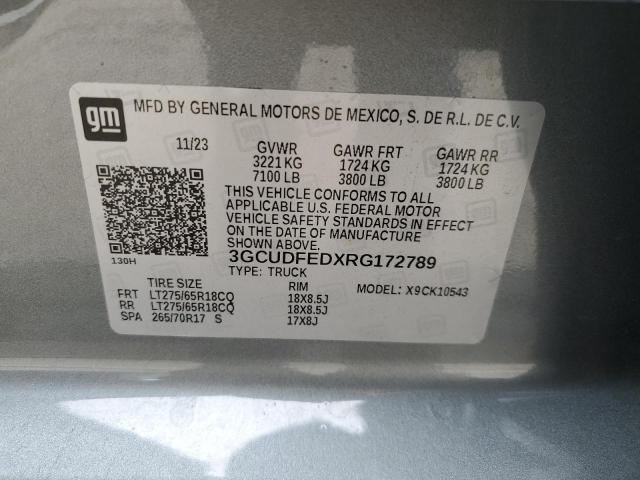 gm
MFD BY GENERAL MOTORS DE MEXICO, S. DE R.L. DE C.V.
11/23 GVWR GAWR FRT GAWR RR
3221 KG 1724 KG 1724 KG
7100 LB 3800 LB 3800 LB
THIS VEHICLE CONFORMS TO ALL
APPLICABLE U.S. FEDERAL MOTOR
VEHICLE SAFETY STANDARDS IN EFFECT
ON THE DATE OF MANUFACTURE
SHOWN ABOVE.
130H 3GCUDFEDXRG172789
TYPE: TRUCK
TIRE SIZE RIM MODEL: X9CK10543
FRT LT275/65R18CQ 18X8.5J
RR LT275/65R18CQ 18X8.5J
SPA 265/70R17 S 17X8J